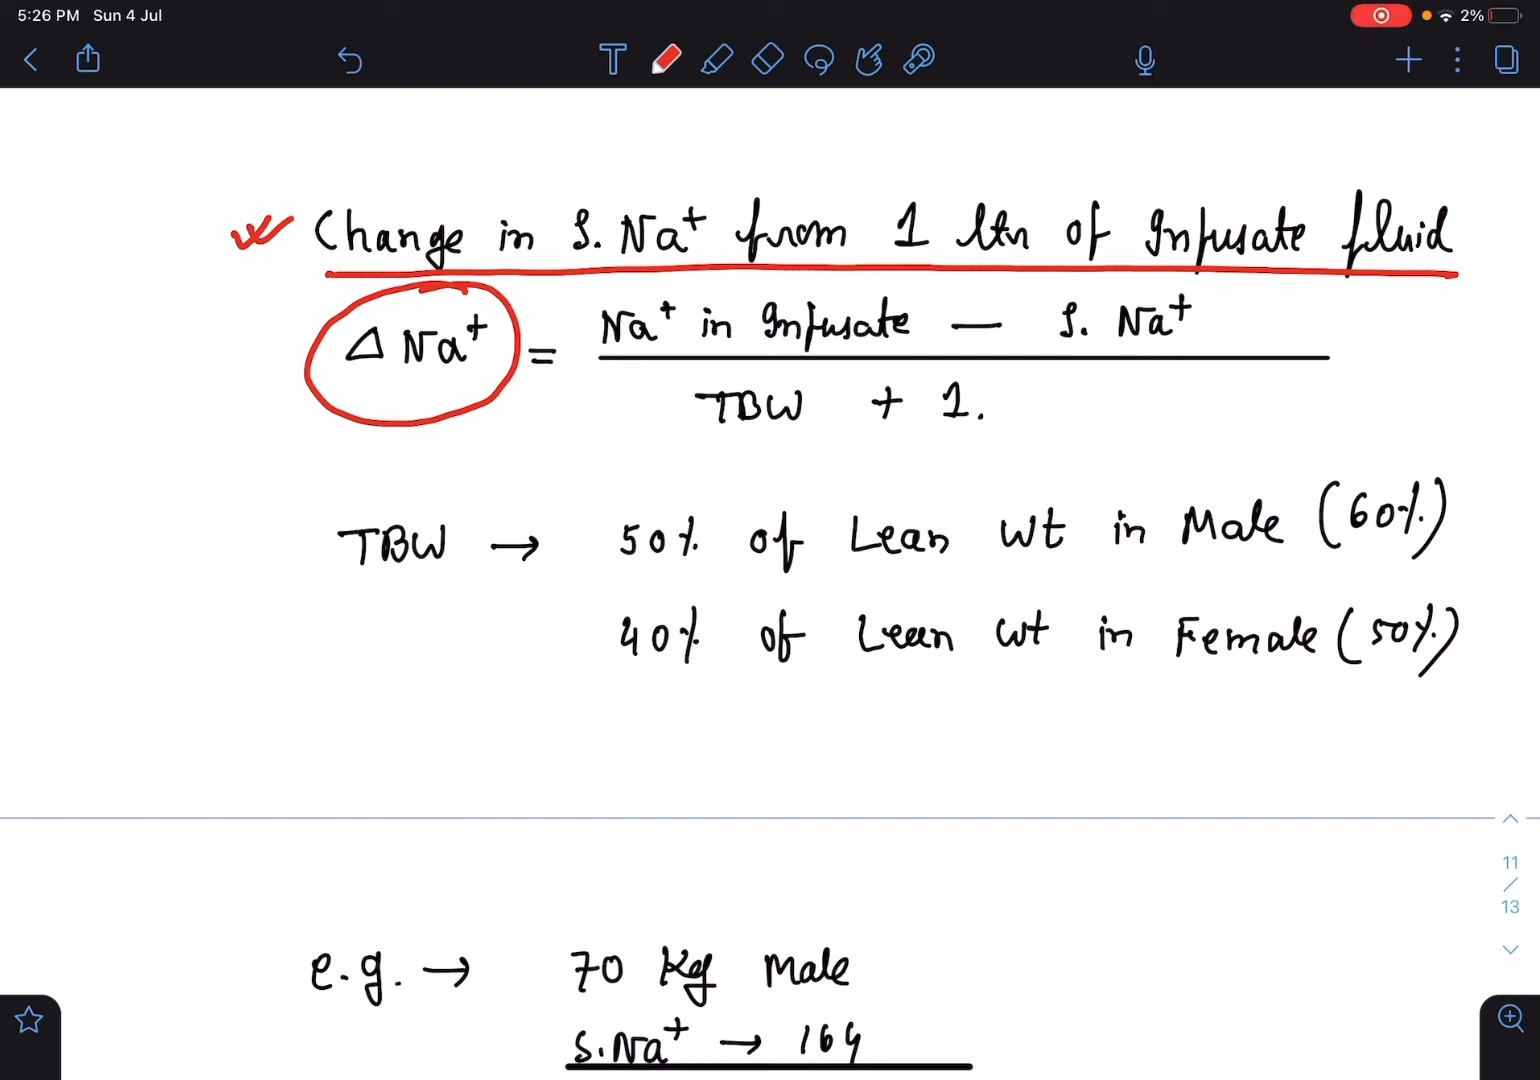 5:26 PM Sun 4 Jul
2%
T
Change in S. Na+ from 1 ltr of Infusate fluid
Δ Na+ = Na+ in Infusate — S. Na+
TBW + 1.
TBW → 50% of Lean Wt in Male (60%)
40% of Lean wt in Female (50%)
11
/
13
e.g. → 70 Kg Male
S.Na+ → 164